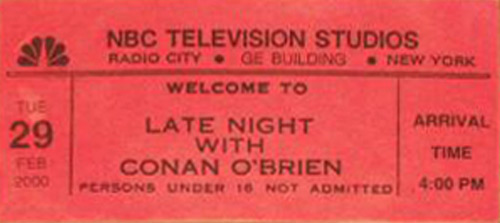 NBC TELEVISION STUDIOS
RADIO CITY • GE BUILDING • NEW YORK
TUE
29
FEB
2000
WELCOME TO
LATE NIGHT
WITH
CONAN O'BRIEN
PERSONS UNDER 16 NOT ADMITTED
ARRIVAL
TIME
4:00 PM